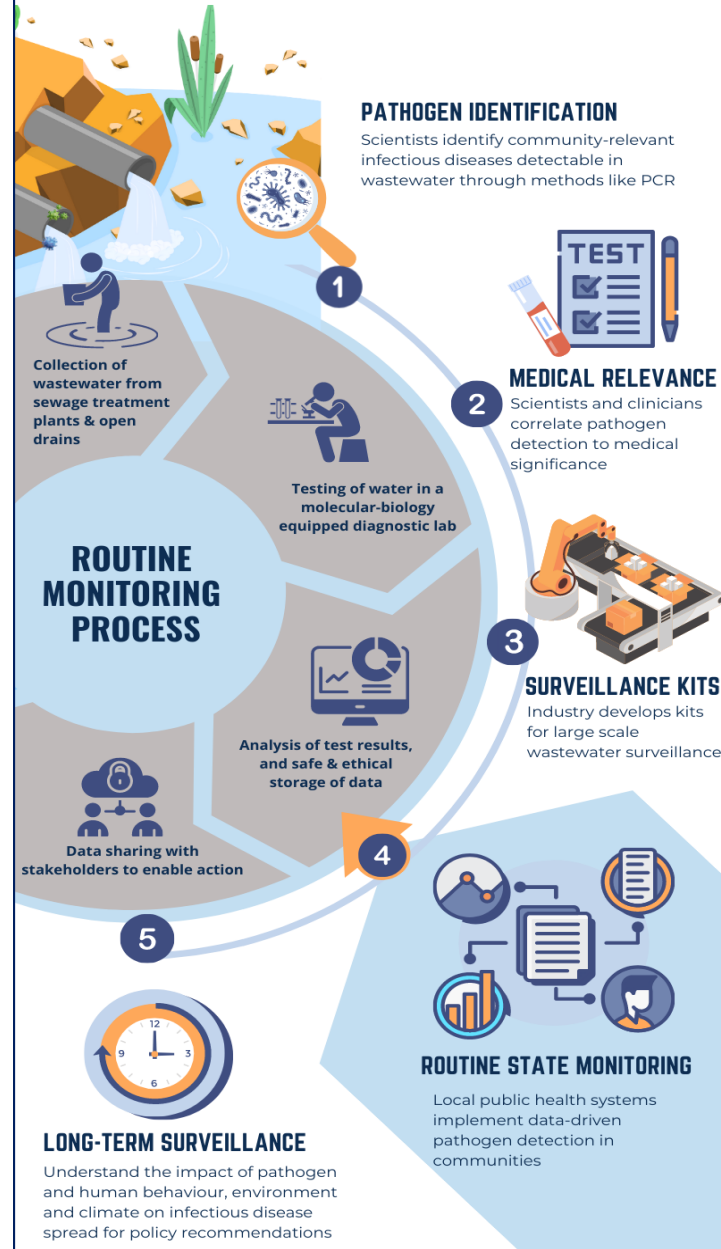 PATHOGEN IDENTIFICATION
Scientists identify community-relevant
infectious diseases detectable in
wastewater through methods like PCR
1
TEST
MEDICAL RELEVANCE
2
Scientists and clinicians
correlate pathogen
detection to medical
significance
Collection of
wastewater from
sewage treatment
plants & open
drains
Testing of water in a
molecular-biology
equipped diagnostic lab
ROUTINE
MONITORING
PROCESS
3
SURVEILLANCE KITS
Industry develops kits
for large scale
wastewater surveillance
Analysis of test results,
and safe & ethical
storage of data
Data sharing with
stakeholders to enable action
4
ROUTINE STATE MONITORING
Local public health systems
implement data-driven
pathogen detection in
communities
5
12
9
3
6
LONG-TERM SURVEILLANCE
Understand the impact of pathogen
and human behaviour, environment
and climate on infectious disease
spread for policy recommendations